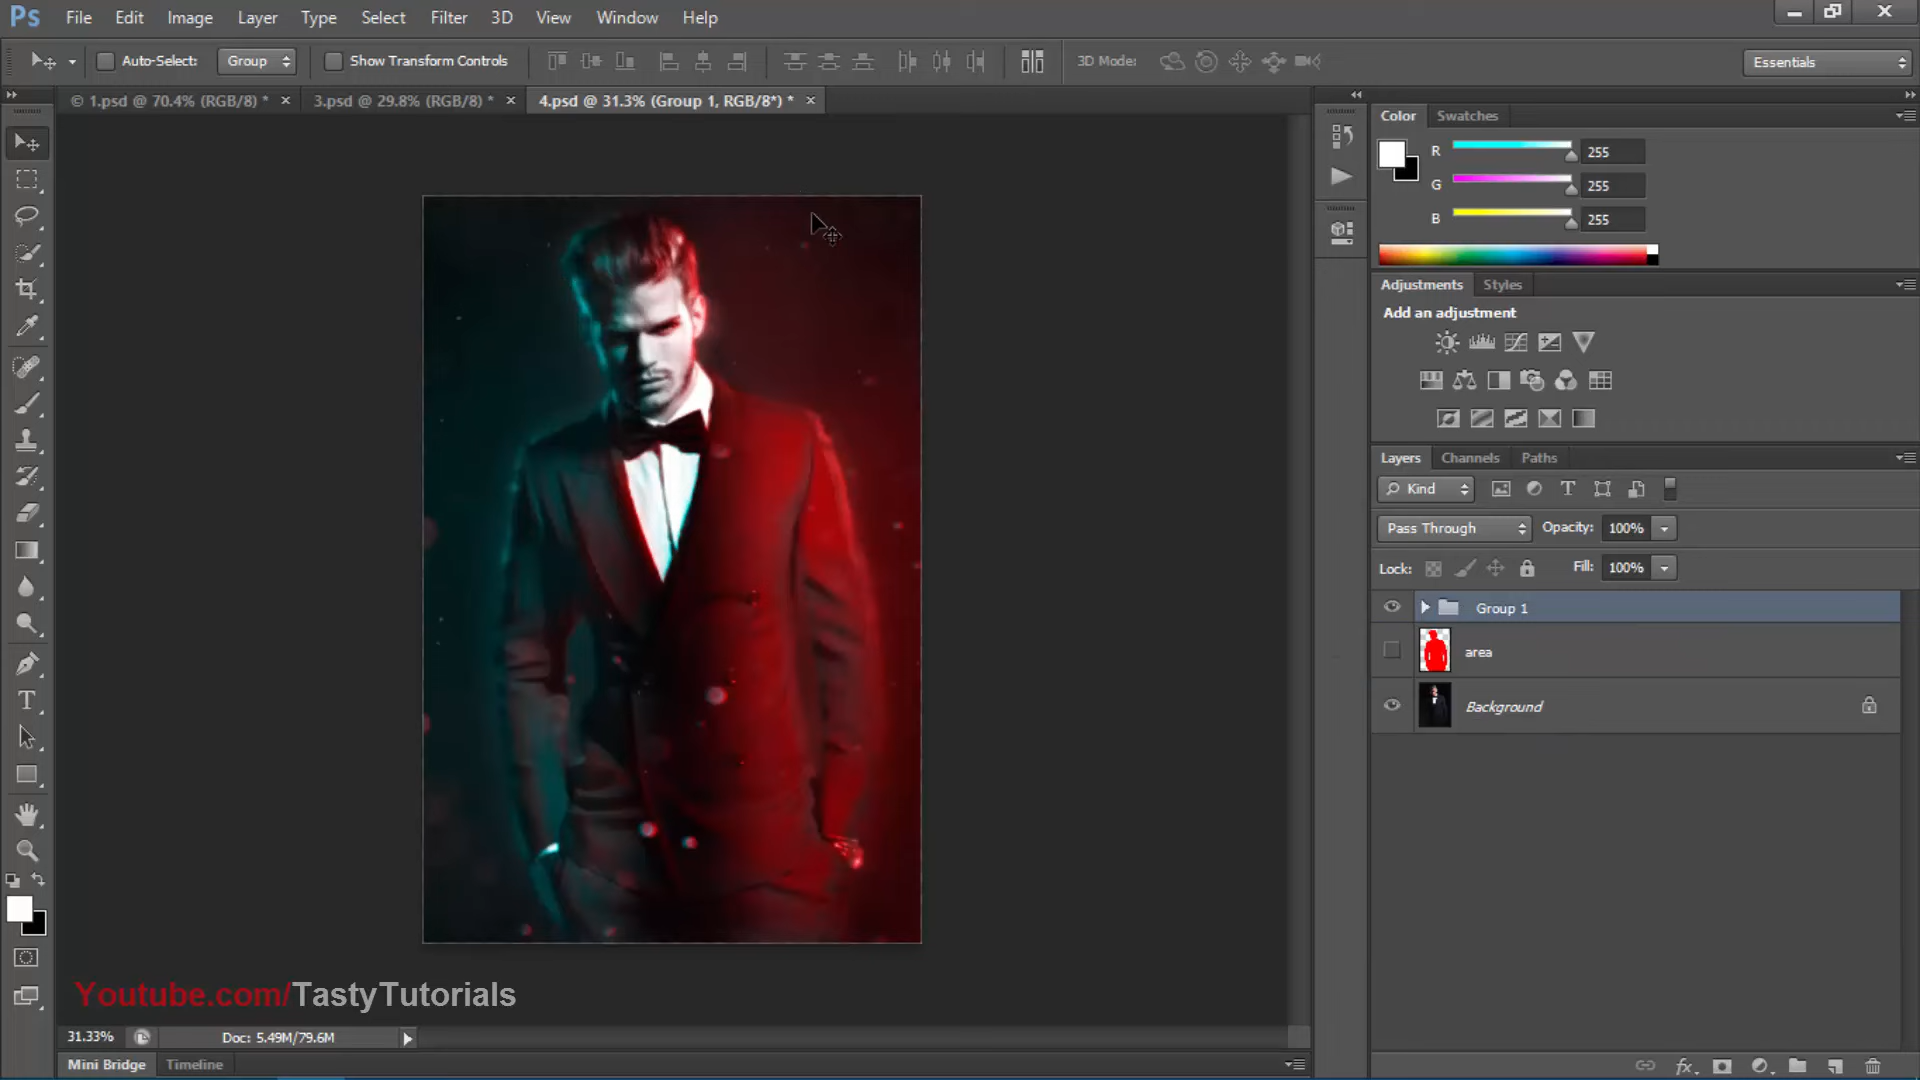 Ps File Edit Image Layer Type Select Filter 3D View Window Help
Auto-Select: Group Show Transform Controls 3D Mode: Essentials
© 1.psd @ 70.4% (RGB/8) * × 3.psd @ 29.8% (RGB/8) * × 4.psd @ 31.3% (Group 1, RGB/8*) * ×
Color Swatches
R 255
G 255
B 255
Adjustments Styles
Add an adjustment
Layers Channels Paths
Kind
Pass Through Opacity: 100%
Lock: Fill: 100%
Group 1
area
Background
Youtube.com/TastyTutorials
31.33% Doc: 5.49M/79.6M
Mini Bridge Timeline
fx